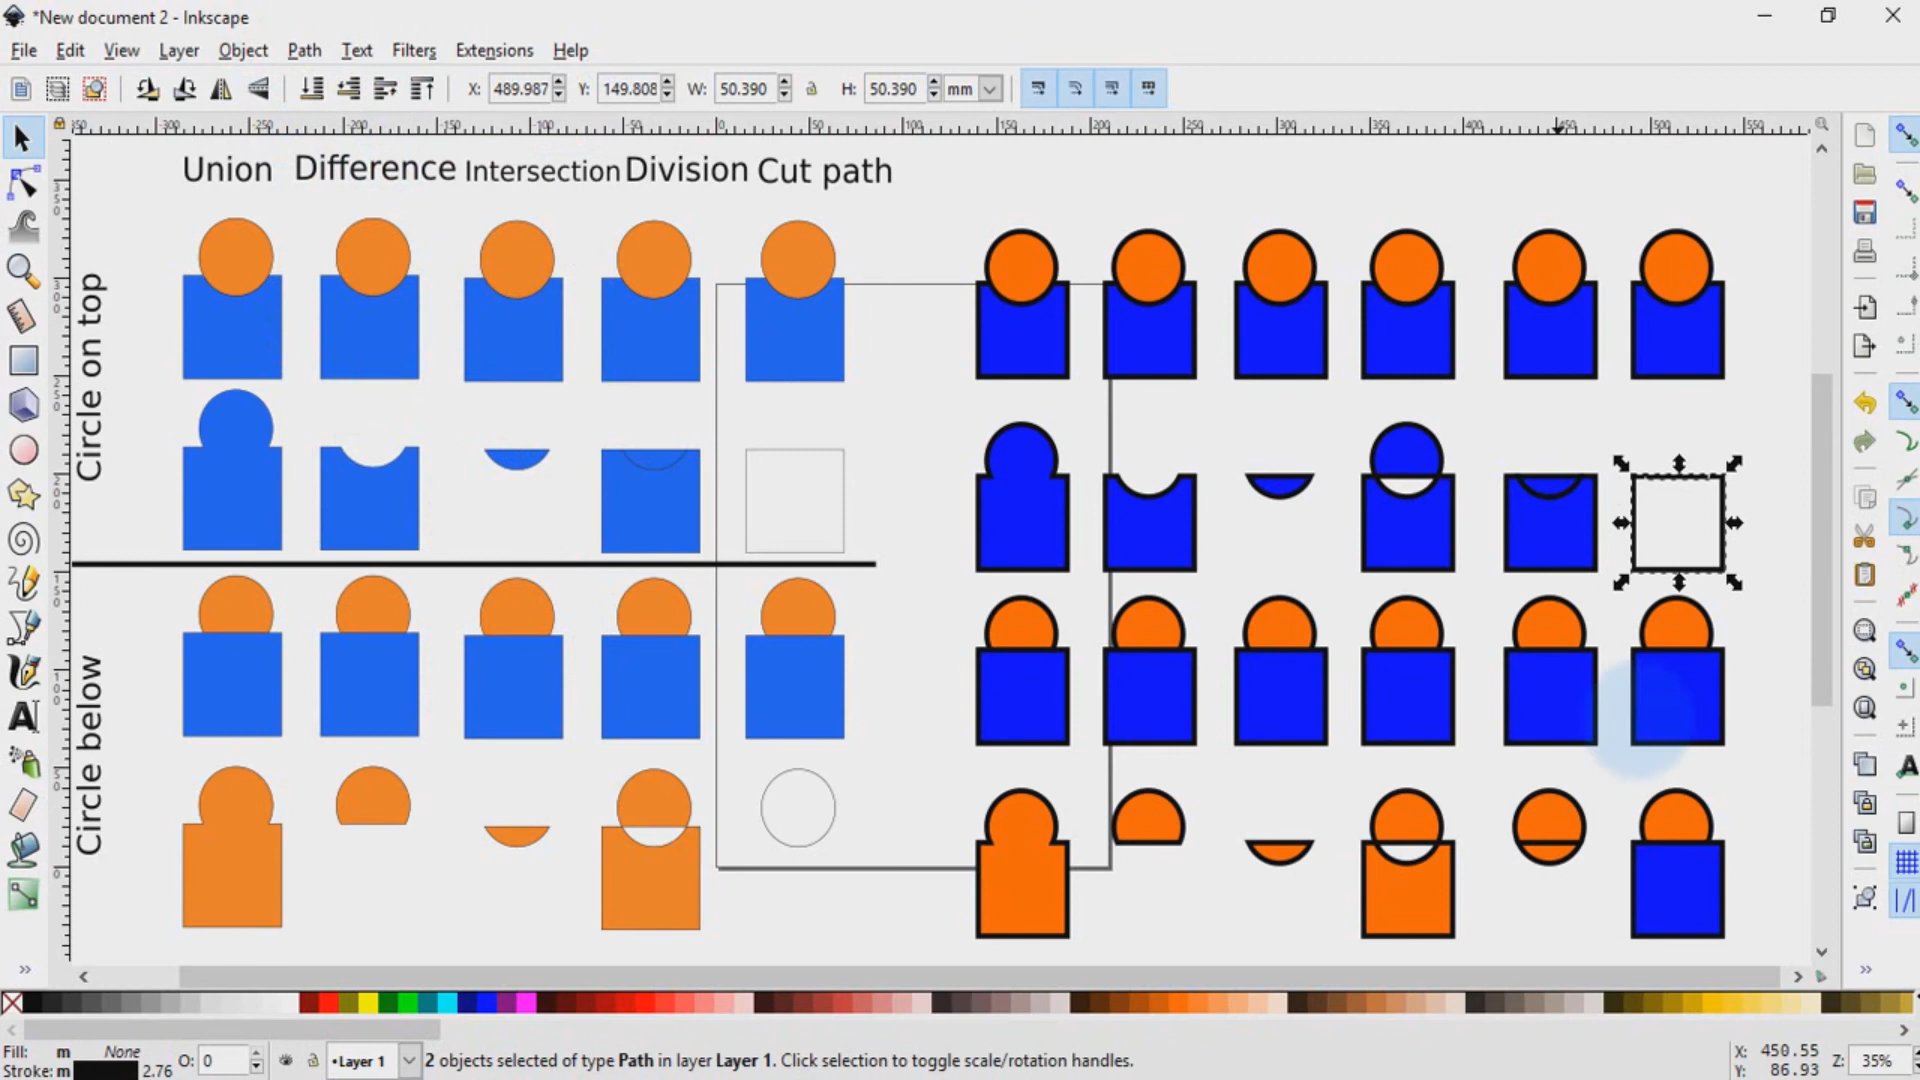 *New document 2 - Inkscape
File Edit View Layer Object Path Text Filters Extensions Help
X: 489.987 Y: 149.808 W: 50.390 H: 50.390 mm
Union Difference Intersection Division Cut path
Circle on top
Circle below
Fill: m None O: 0 •Layer 1 2 objects selected of type Path in layer Layer 1. Click selection to toggle scale/rotation handles. X: 450.55 Z: 35%
Stroke: m 2.76 Y: 86.93